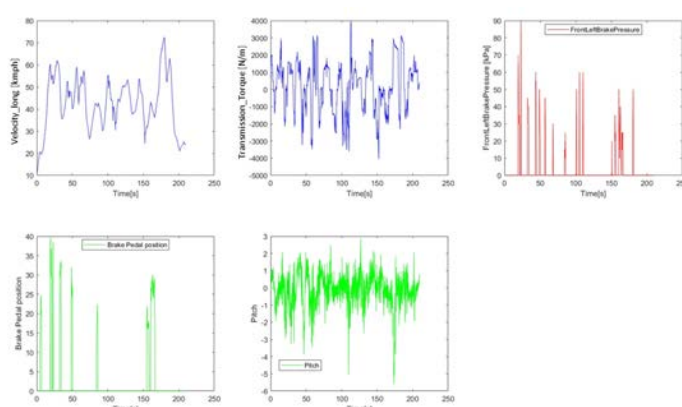 80
70
60
50
40
30
20
10
0 50 100 150 200 250
Time[s]
Velocity_long [kmph]
4000
3000
2000
1000
0
-1000
-2000
-3000
-4000
-5000
0 50 100 150 200 250
Time[s]
Transmission_Torque [N/m]
90
80
70
60
50
40
30
20
10
0
0 50 100 150 200 250
Time[s]
FrontLeftBrakePressure [kPa]
FrontLeftBrakePressure
40
35
30
25
20
15
10
5
0
0 50 100 150 200 250
Brake Pedal position
Brake Pedal position
3
2
1
0
-1
-2
-3
-4
-5
-6
0 50 100 150 200 250
Pitch
Pitch